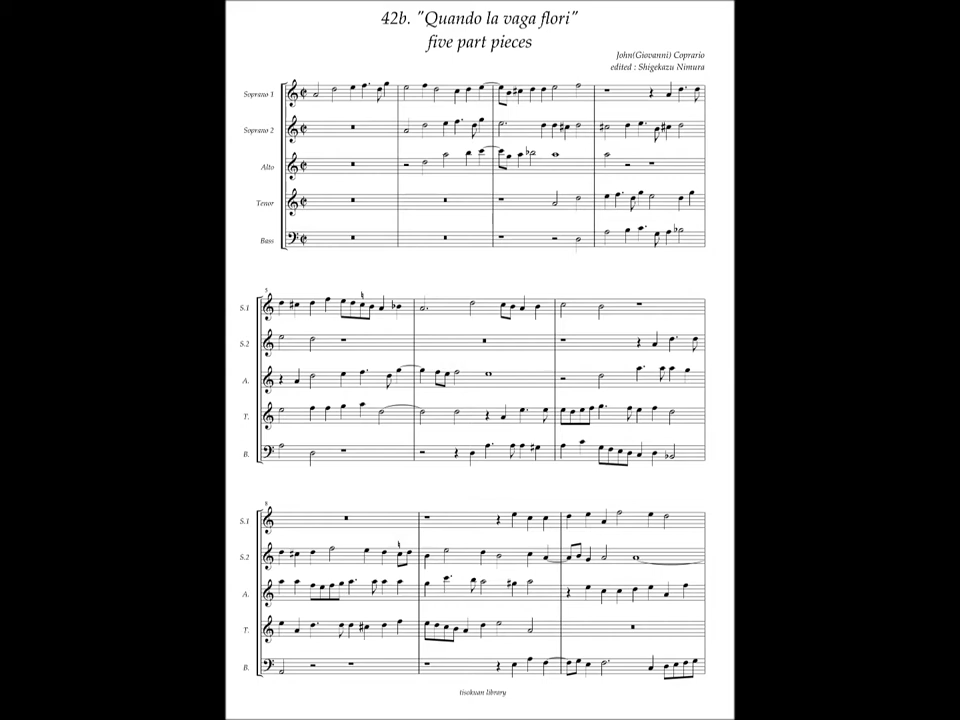 42b. "Quando la vaga flori"
five part pieces
John(Giovanni) Coprario
edited : Shigekazu Nimura
Soprano 1
Soprano 2
Alto
Tenor
Bass
5
S.1
S.2
A.
T.
B.
8
S.1
S.2
A.
T.
B.
tisokuan library